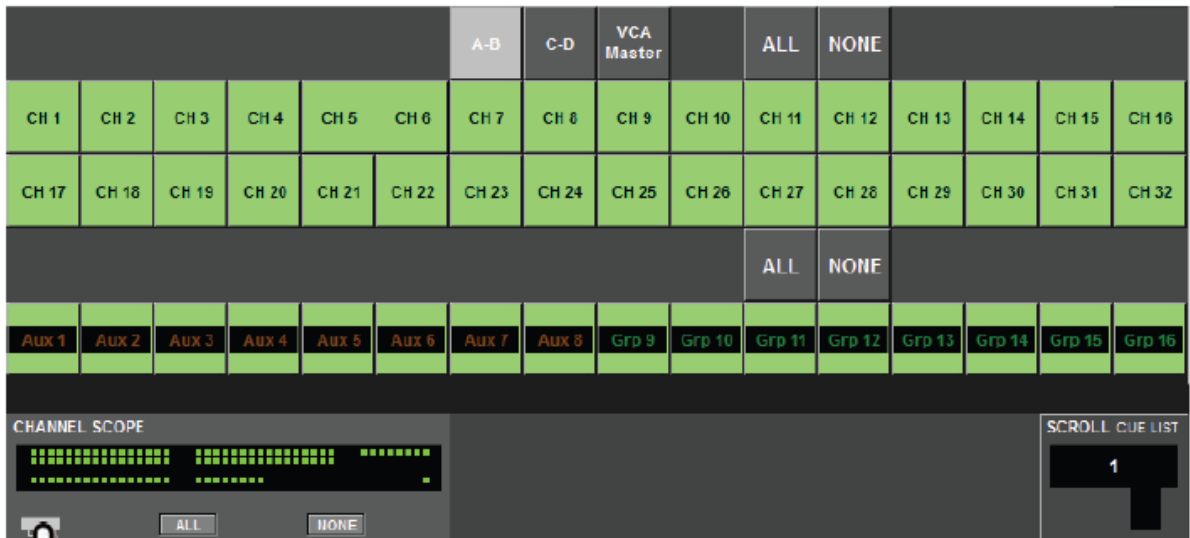 A-B C-D VCA Master ALL NONE
CH 1 CH 2 CH 3 CH 4 CH 5 CH 6 CH 7 CH 8 CH 9 CH 10 CH 11 CH 12 CH 13 CH 14 CH 15 CH 16
CH 17 CH 18 CH 19 CH 20 CH 21 CH 22 CH 23 CH 24 CH 25 CH 26 CH 27 CH 28 CH 29 CH 30 CH 31 CH 32
ALL NONE
Aux 1 Aux 2 Aux 3 Aux 4 Aux 5 Aux 6 Aux 7 Aux 8 Grp 9 Grp 10 Grp 11 Grp 12 Grp 13 Grp 14 Grp 15 Grp 16
CHANNEL SCOPE SCROLL CUE LIST
1
ALL NONE